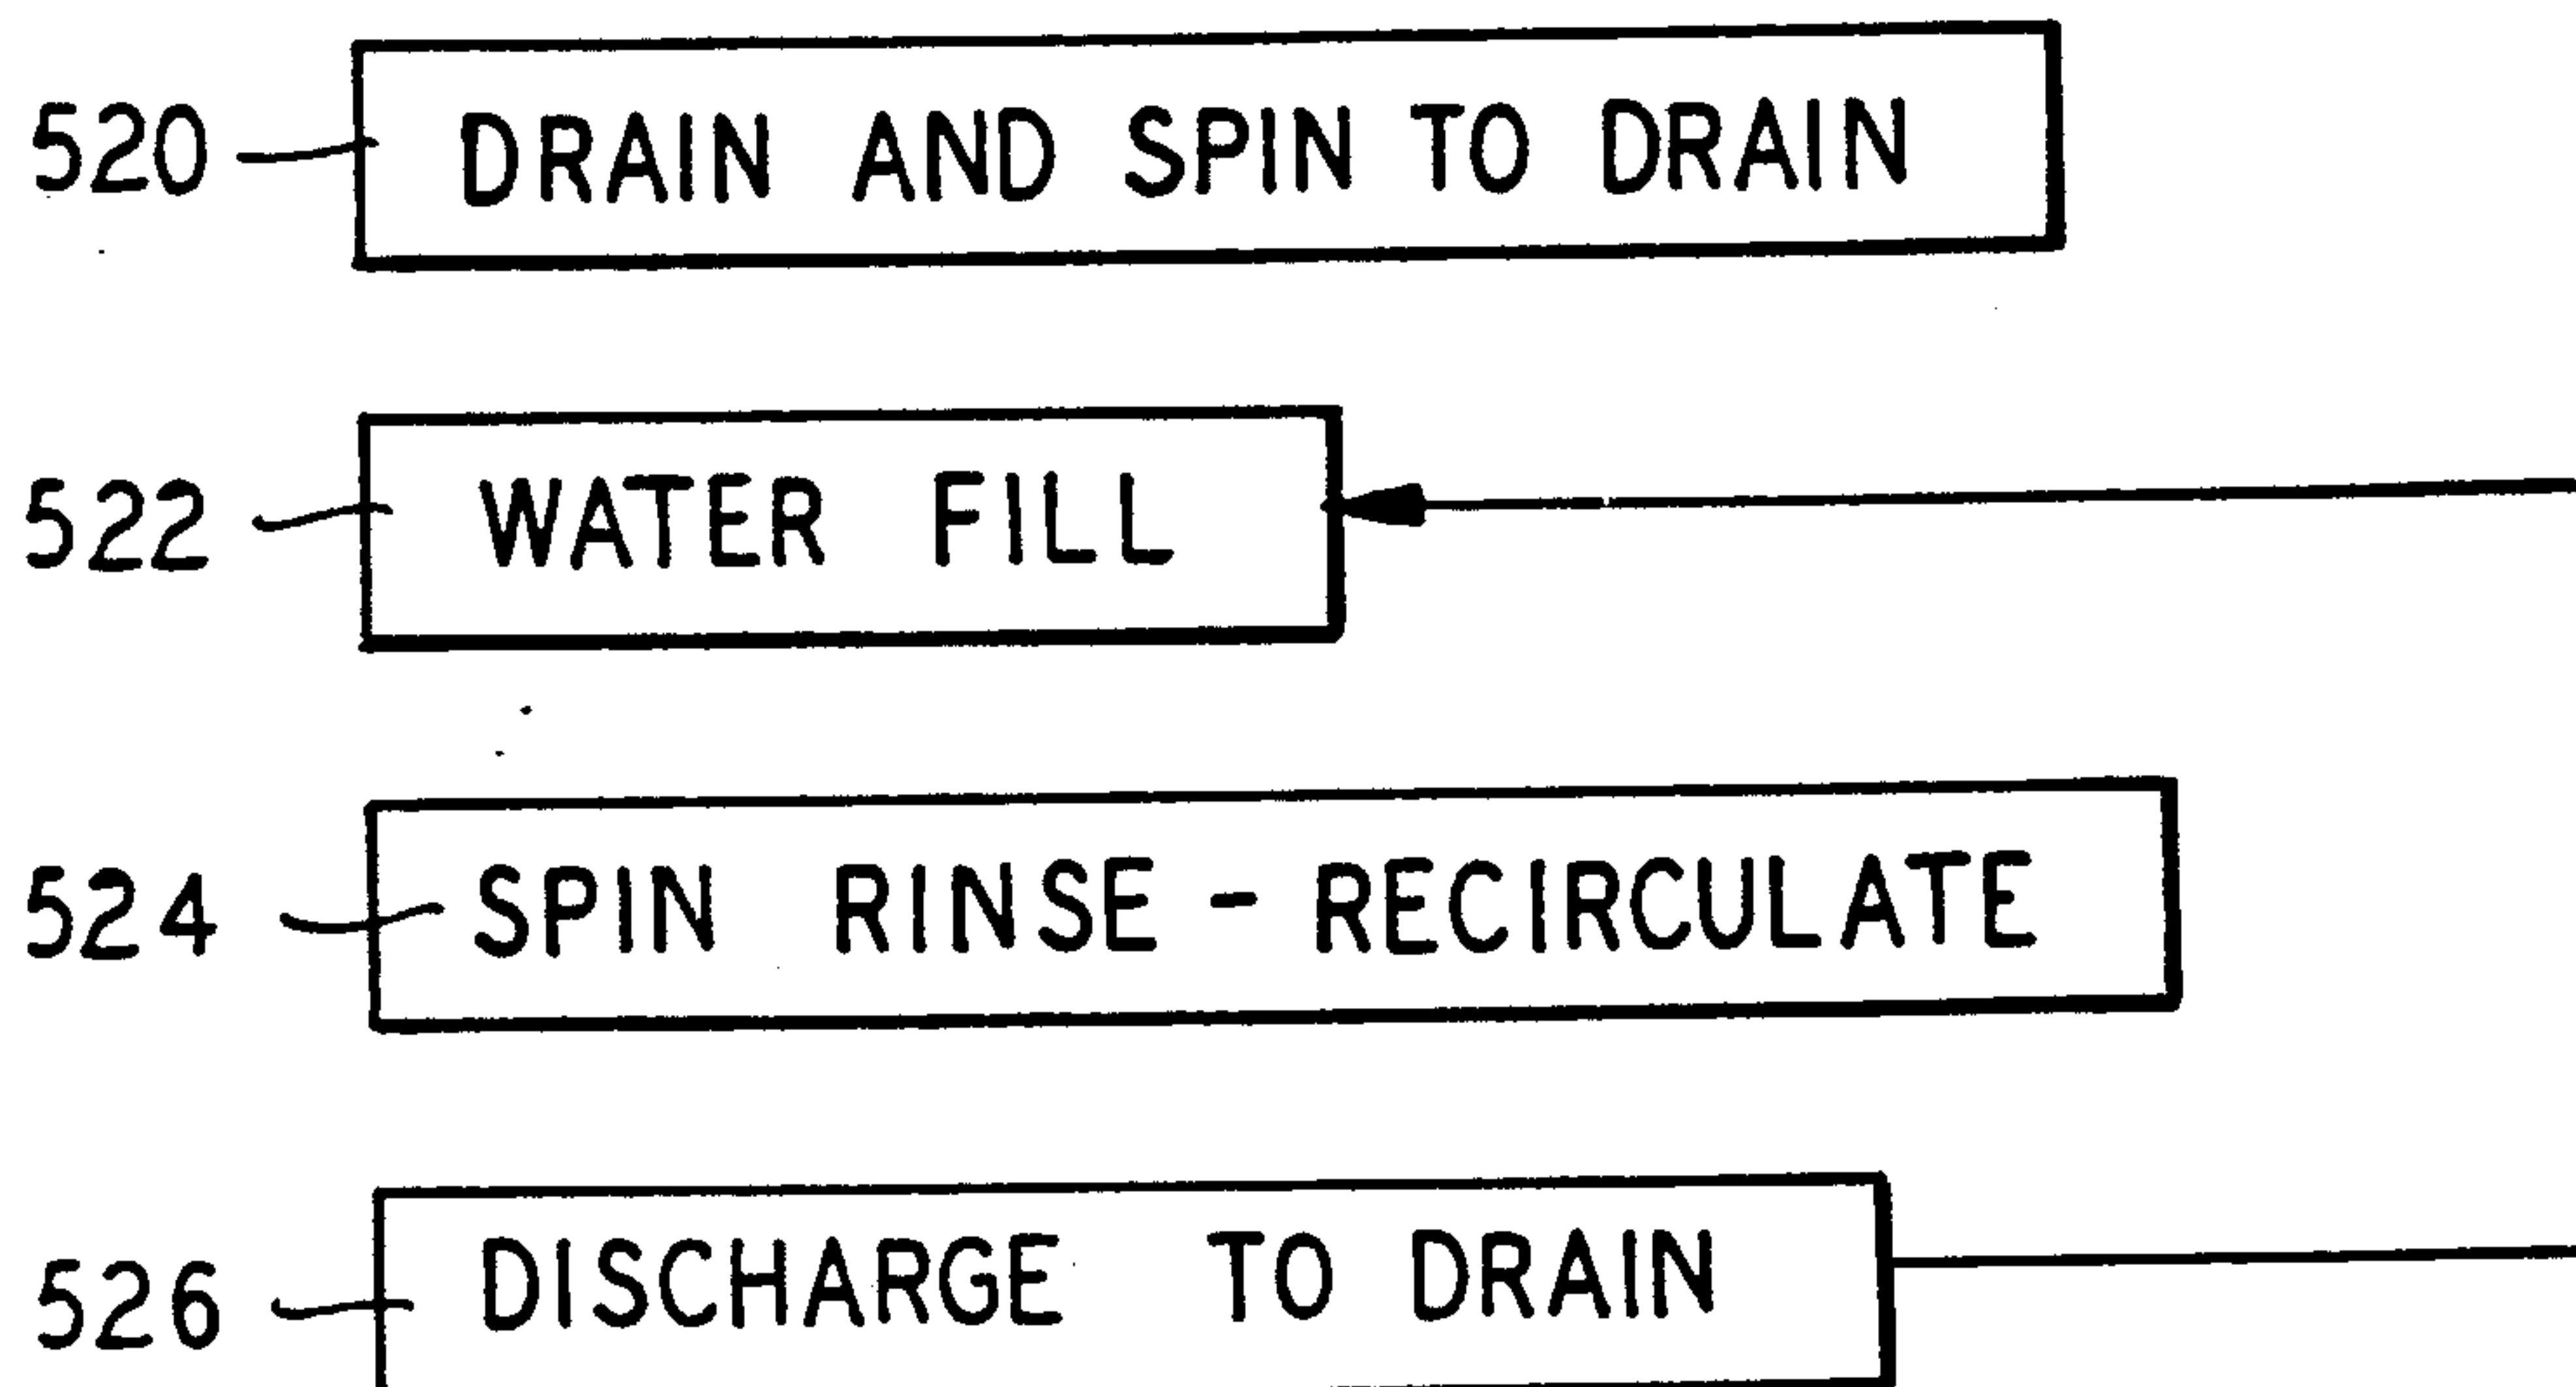 520 DRAIN AND SPIN TO DRAIN
522 WATER FILL
524 SPIN RINSE - RECIRCULATE
526 DISCHARGE TO DRAIN